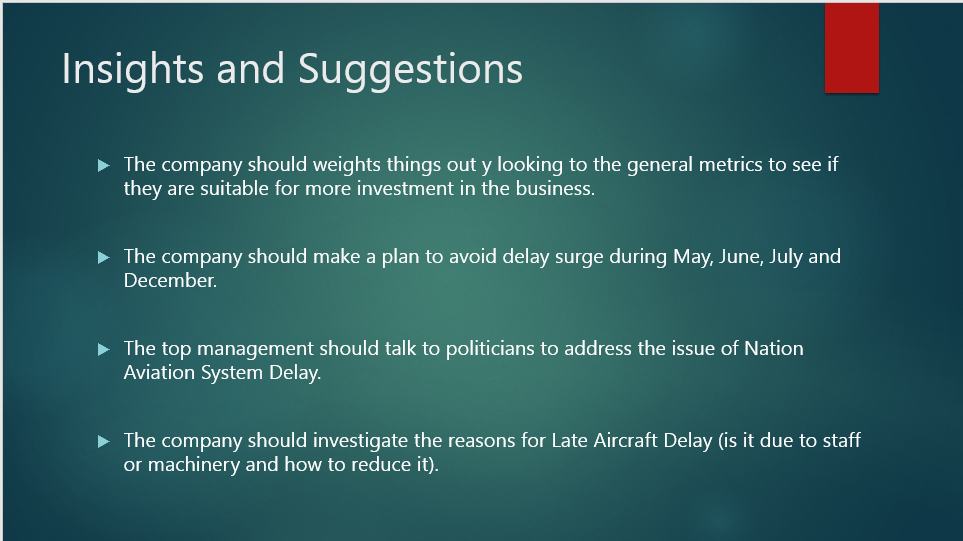 Insights and Suggestions
The company should weights things out y looking to the general metrics to see if
they are suitable for more investment in the business.
The company should make a plan to avoid delay surge during May, June, July and
December.
The top management should talk to politicians to address the issue of Nation
Aviation System Delay.
The company should investigate the reasons for Late Aircraft Delay (is it due to staff
or machinery and how to reduce it).